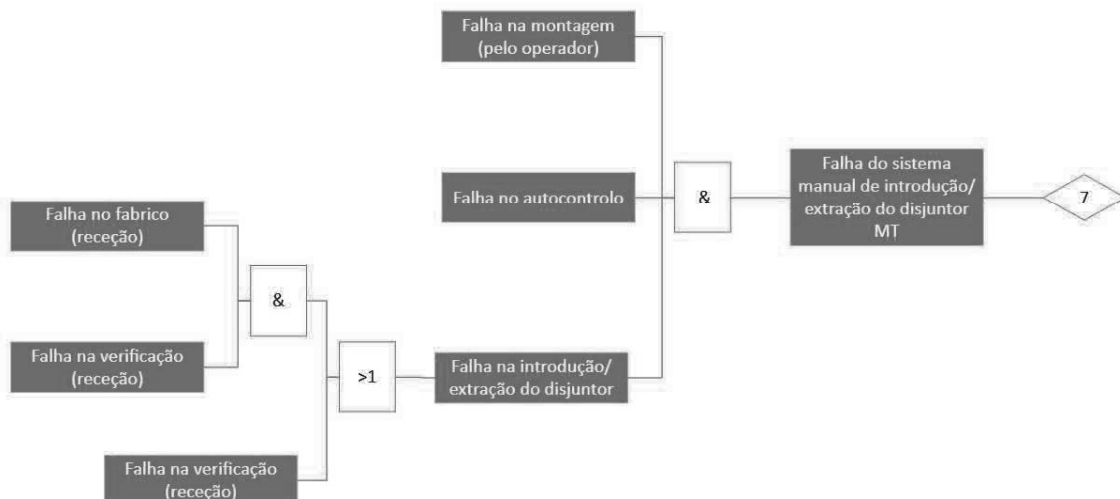 Falha na montagem
(pelo operador)
Falha no autocontrolo
&
Falha do sistema
manual de introdução/
extração do disjuntor
MT
7
Falha no fabrico
(receção)
&
Falha na verificação
(receção)
>1
Falha na introdução/
extração do disjuntor
Falha na verificação
(receção)